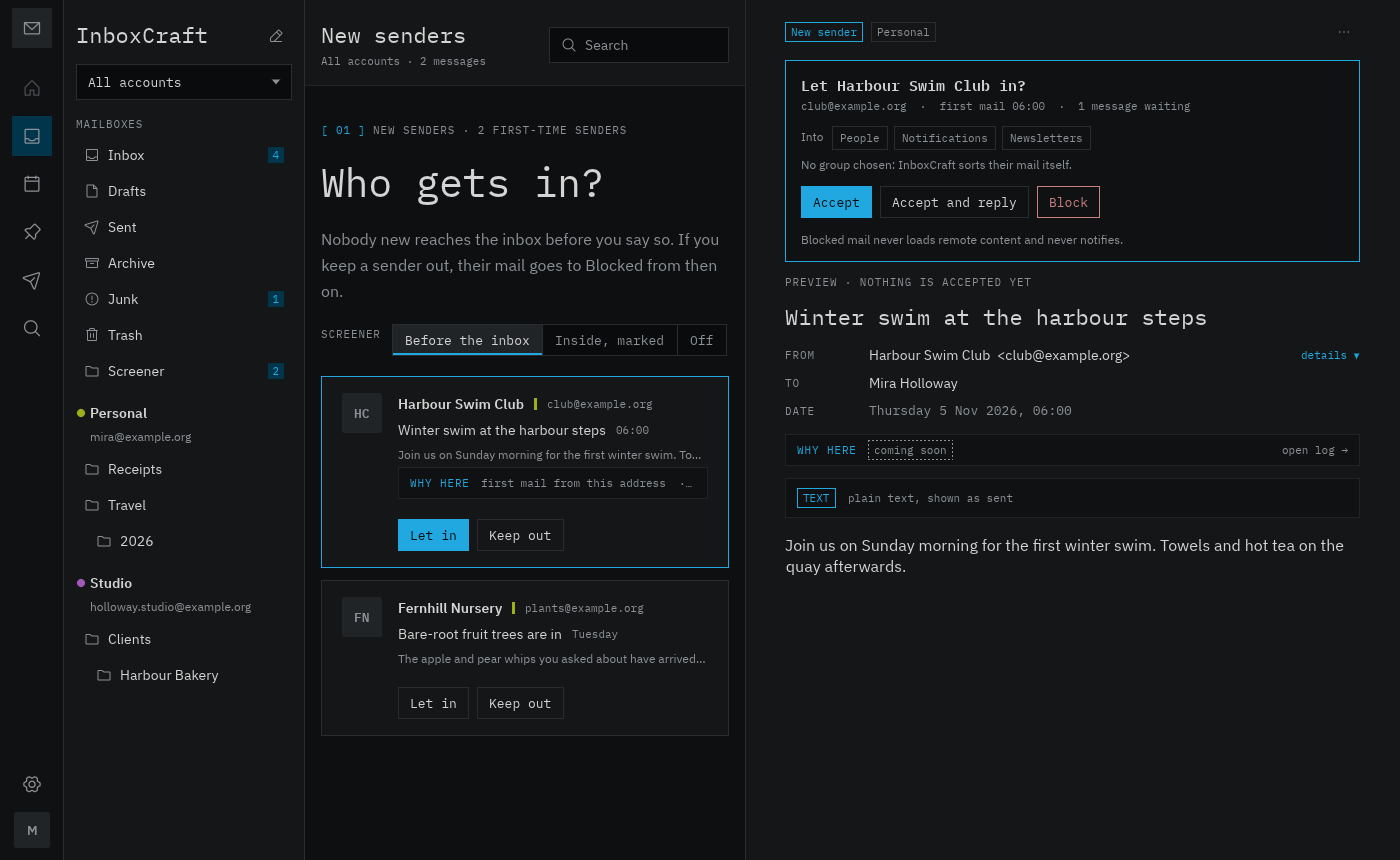 InboxCraft
All accounts
MAILBOXES
Inbox 4
Drafts
Sent
Archive
Junk 1
Trash
Screener 2
Personal
mira@example.org
Receipts
Travel
2026
Studio
holloway.studio@example.org
Clients
Harbour Bakery
M
New senders
All accounts · 2 messages
Search
[ 01 ] NEW SENDERS · 2 FIRST-TIME SENDERS
Who gets in?
Nobody new reaches the inbox before you say so. If you
keep a sender out, their mail goes to Blocked from then
on.
SCREENER Before the inbox Inside, marked Off
HC
Harbour Swim Club club@example.org
Winter swim at the harbour steps 06:00
Join us on Sunday morning for the first winter swim. To…
WHY HERE first mail from this address ·…
Let in Keep out
FN
Fernhill Nursery plants@example.org
Bare-root fruit trees are in Tuesday
The apple and pear whips you asked about have arrived…
Let in Keep out
New sender Personal ···
Let Harbour Swim Club in?
club@example.org · first mail 06:00 · 1 message waiting
Into People Notifications Newsletters
No group chosen: InboxCraft sorts their mail itself.
Accept Accept and reply Block
Blocked mail never loads remote content and never notifies.
PREVIEW · NOTHING IS ACCEPTED YET
Winter swim at the harbour steps
FROM Harbour Swim Club <club@example.org> details ▾
TO Mira Holloway
DATE Thursday 5 Nov 2026, 06:00
WHY HERE coming soon open log →
TEXT plain text, shown as sent
Join us on Sunday morning for the first winter swim. Towels and hot tea on the
quay afterwards.